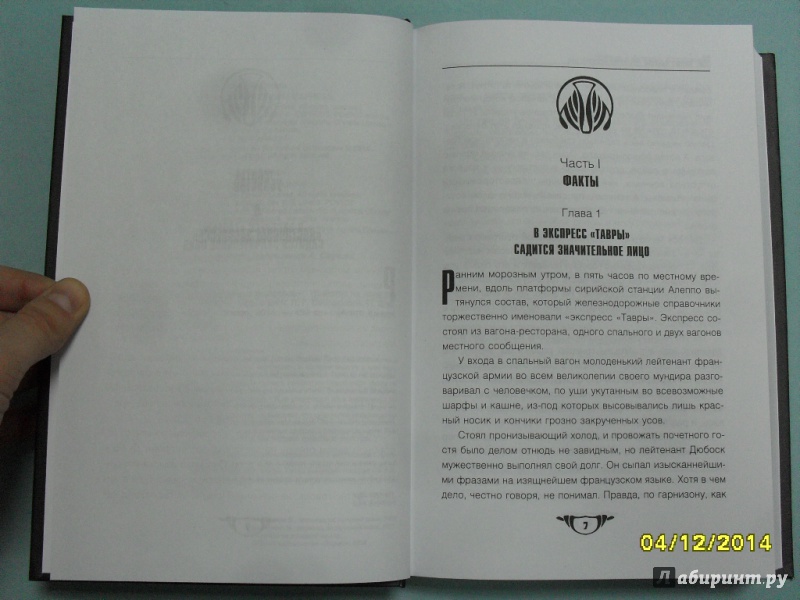 Часть I
ФАКТЫ
Глава 1
В ЭКСПРЕСС «ТАВРЫ»
САДИТСЯ ЗНАЧИТЕЛЬНОЕ ЛИЦО
Ранним морозным утром, в пять часов по местному вре-
мени, вдоль платформы сирийской станции Алеппо вы-
тянулся состав, который железнодорожные справочники
торжественно именовали «экспресс «Тавры». Экспресс со-
стоял из вагона-ресторана, одного спального и двух вагонов
местного сообщения.
У входа в спальный вагон молоденький лейтенант фран-
цузской армии во всем великолепии своего мундира разго-
варивал с человечком, по уши укутанным во всевозможные
шарфы и кашне, из-под которых высовывались лишь крас-
ный носик и кончики грозно закрученных усов.
Стоял пронизывающий холод, и провожать почетного го-
стя было делом отнюдь не завидным, но лейтенант Дюбоск
мужественно выполнял свой долг. Он сыпал изысканнейши-
ми фразами на изящнейшем французском языке. Хотя в чем
дело, честно говоря, не понимал. Правда, по гарнизону, как
7
04/12/2014
Лабиринт.ру